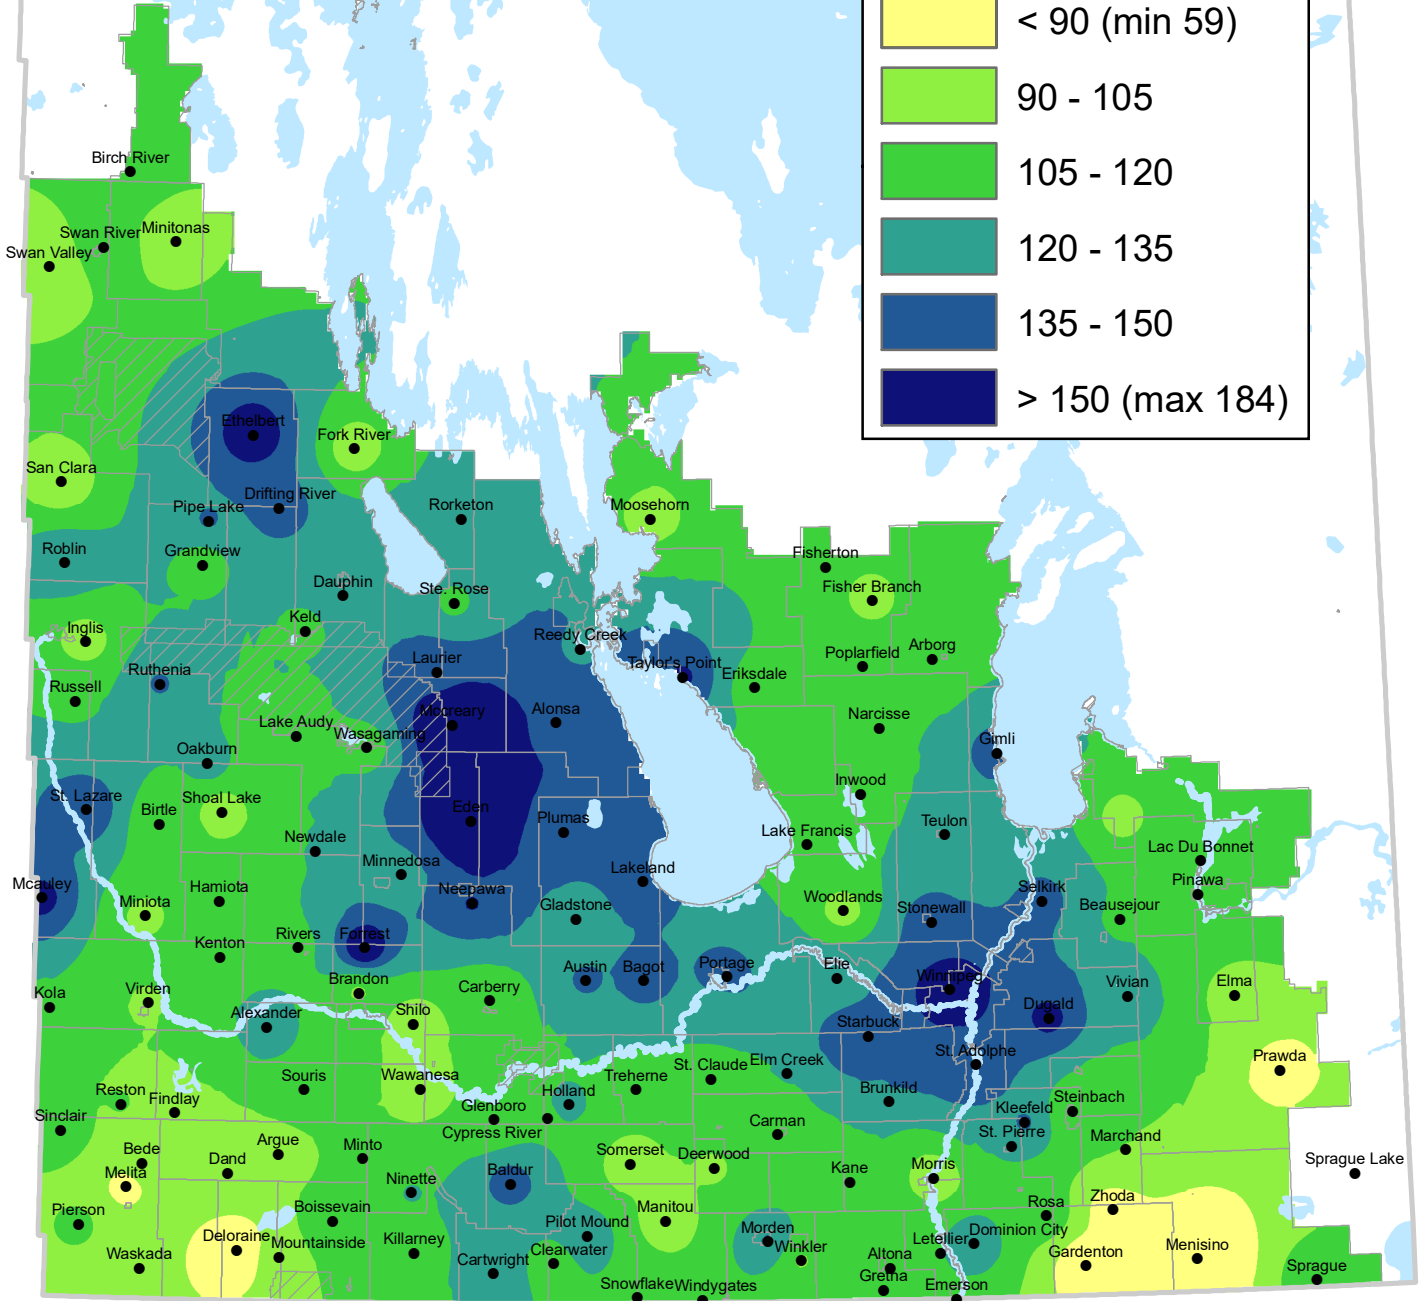 < 90 (min 59)
90 - 105
105 - 120
120 - 135
135 - 150
> 150 (max 184)
Birch River
Swan River
Minitonas
Swan Valley
Ethelbert
Fork River
San Clara
Drifting River
Pipe Lake
Rorketon
Moosehorn
Roblin
Grandview
Fisherton
Dauphin
Ste. Rose
Fisher Branch
Keld
Inglis
Reedy Creek
Arborg
Poplarfield
Laurier
Taylor's Point
Ruthenia
Eriksdale
Russell
Mccreary
Alonsa
Lake Audy
Wasagaming
Narcisse
Oakburn
Gimli
Inwood
St. Lazare
Shoal Lake
Birtle
Eden
Plumas
Teulon
Newdale
Lake Francis
Minnedosa
Lac Du Bonnet
Lakeland
Pinawa
Mcauley
Hamiota
Neepawa
Selkirk
Miniota
Gladstone
Woodlands
Stonewall
Beausejour
Rivers
Forrest
Kenton
Portage
Elie
Austin
Bagot
Winnipeg
Brandon
Carberry
Vivian
Elma
Kola
Virden
Dugald
Alexander
Shilo
Starbuck
St. Adolphe
Prawda
St. Claude
Elm Creek
Souris
Wawanesa
Treherne
Reston
Findlay
Holland
Brunkild
Steinbach
Glenboro
Kleefeld
Sinclair
Cypress River
Carman
St. Pierre
Marchand
Argue
Minto
Bede
Dand
Somerset
Deerwood
Sprague Lake
Melita
Baldur
Kane
Morris
Ninette
Pierson
Boissevain
Manitou
Zhoda
Rosa
Pilot Mound
Morden
Dominion City
Deloraine
Mountainside
Killarney
Letellier
Waskada
Clearwater
Winkler
Altona
Gardenton
Menisino
Cartwright
Sprague
Gretna
Snowflake
Windygates
Emerson